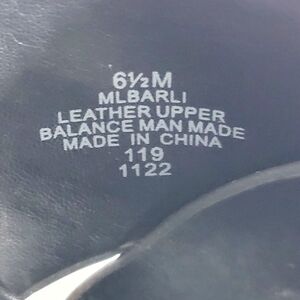 6½M
MLBARLI
LEATHER UPPER
BALANCE MAN MADE
MADE IN CHINA
119
1122